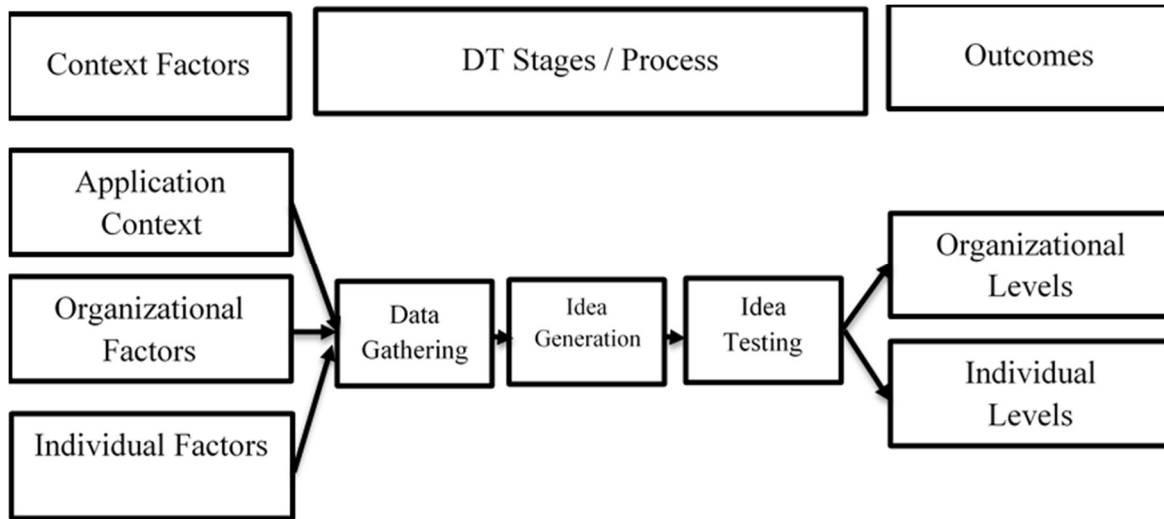 Context Factors
DT Stages / Process
Outcomes
Application
Context
Organizational
Factors
Individual Factors
Data
Gathering
Idea
Generation
Idea
Testing
Organizational
Levels
Individual
Levels